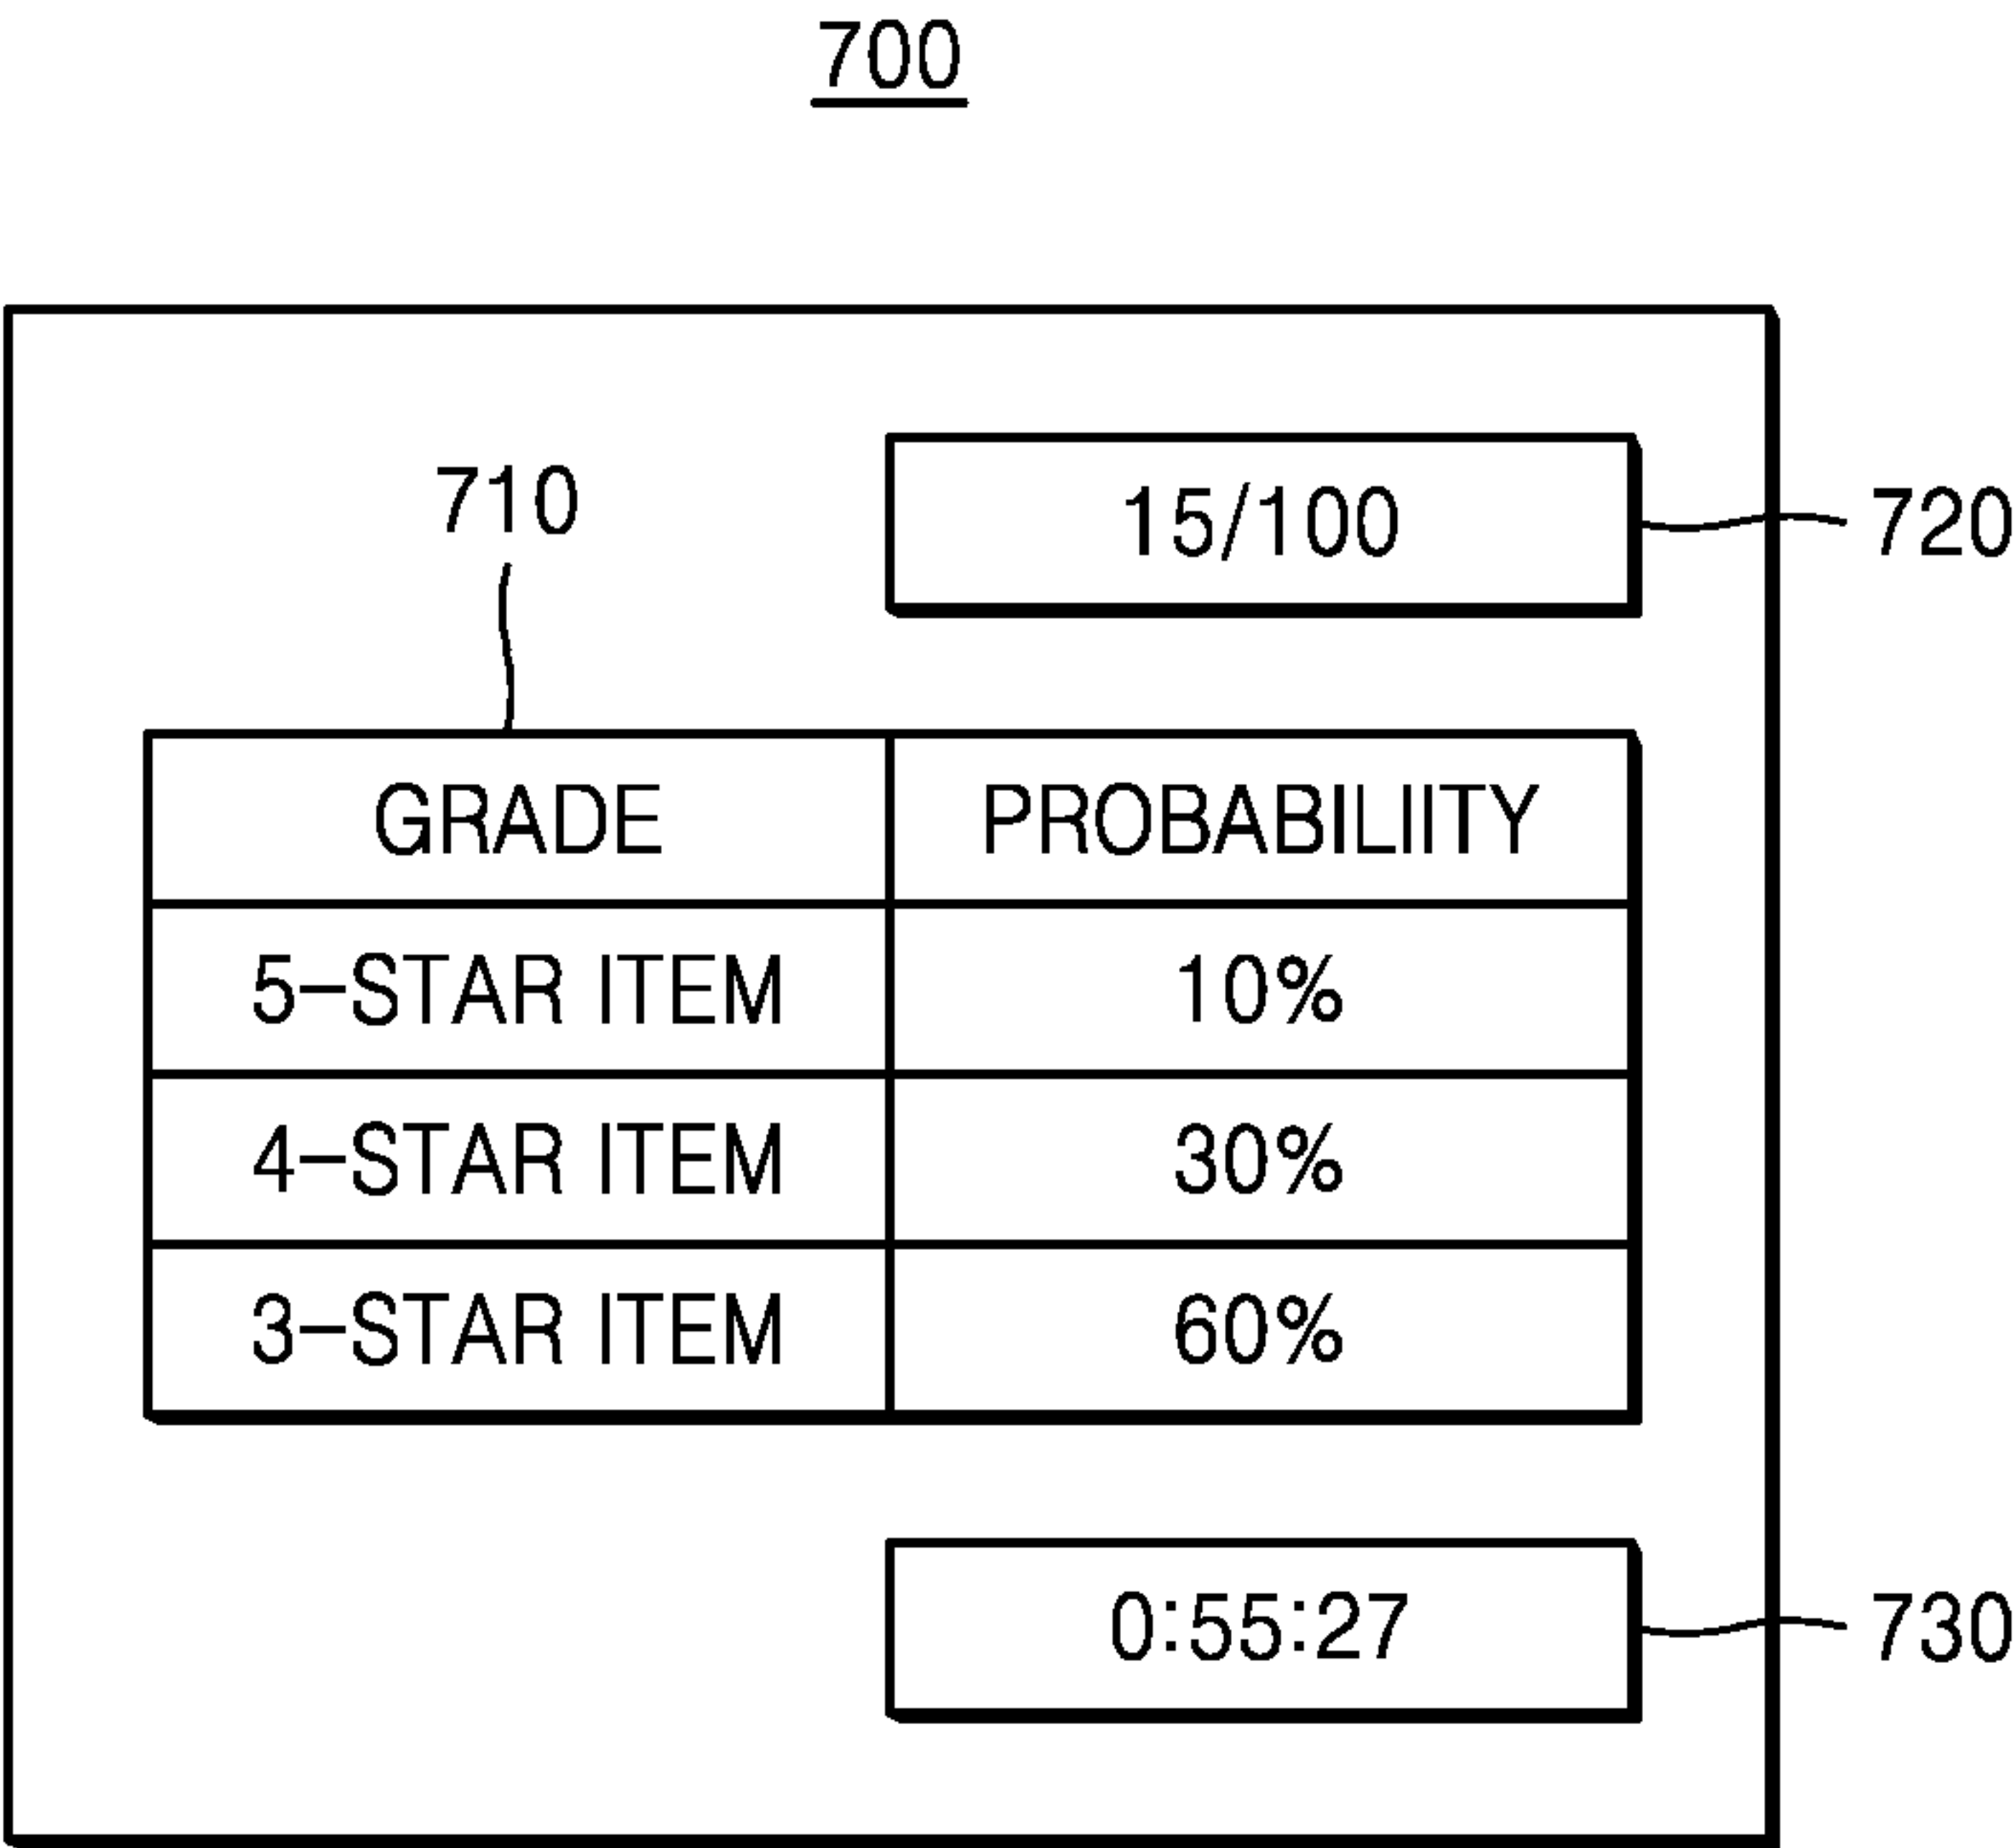 700
710
15/100
720
GRADE PROBABILIITY
5-STAR ITEM 10%
4-STAR ITEM 30%
3-STAR ITEM 60%
0:55:27
730